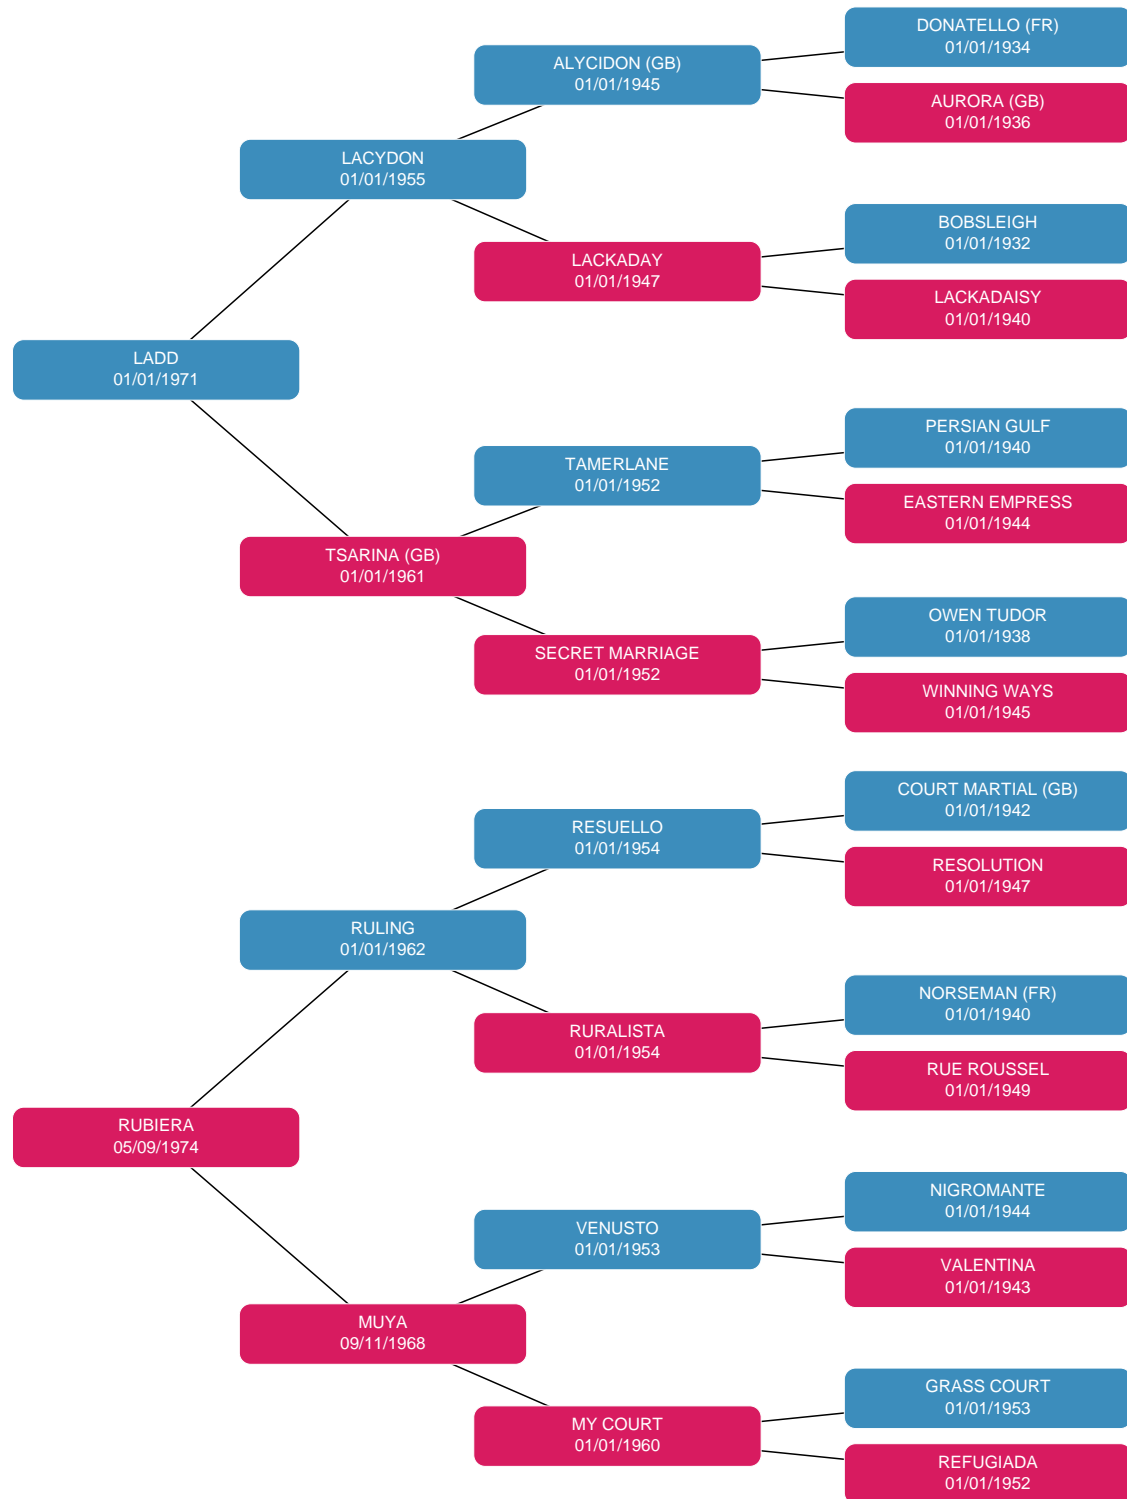 DONATELLO (FR)
01/01/1934
ALYCIDON (GB)
01/01/1945
AURORA (GB)
01/01/1936
LACYDON
01/01/1955
BOBSLEIGH
01/01/1932
LACKADAY
01/01/1947
LACKADAISY
01/01/1940
LADD
01/01/1971
PERSIAN GULF
01/01/1940
TAMERLANE
01/01/1952
EASTERN EMPRESS
01/01/1944
TSARINA (GB)
01/01/1961
OWEN TUDOR
01/01/1938
SECRET MARRIAGE
01/01/1952
WINNING WAYS
01/01/1945
COURT MARTIAL (GB)
01/01/1942
RESUELLO
01/01/1954
RESOLUTION
01/01/1947
RULING
01/01/1962
NORSEMAN (FR)
01/01/1940
RURALISTA
01/01/1954
RUE ROUSSEL
01/01/1949
RUBIERA
05/09/1974
NIGROMANTE
01/01/1944
VENUSTO
01/01/1953
VALENTINA
01/01/1943
MUYA
09/11/1968
GRASS COURT
01/01/1953
MY COURT
01/01/1960
REFUGIADA
01/01/1952